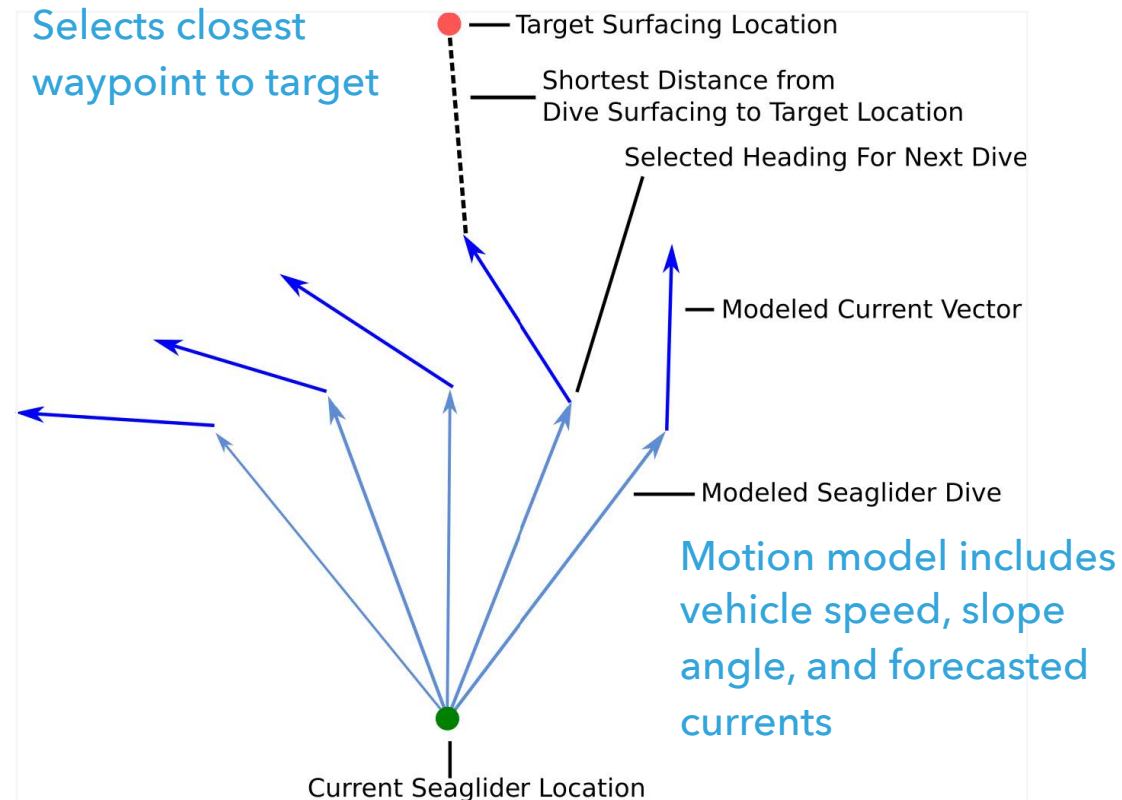 Selects closest
waypoint to target
Target Surfacing Location
Shortest Distance from
Dive Surfacing to Target Location
Selected Heading For Next Dive
Modeled Current Vector
Modeled Seaglider Dive
Motion model includes
vehicle speed, slope
angle, and forecasted
currents
Current Seaglider Location